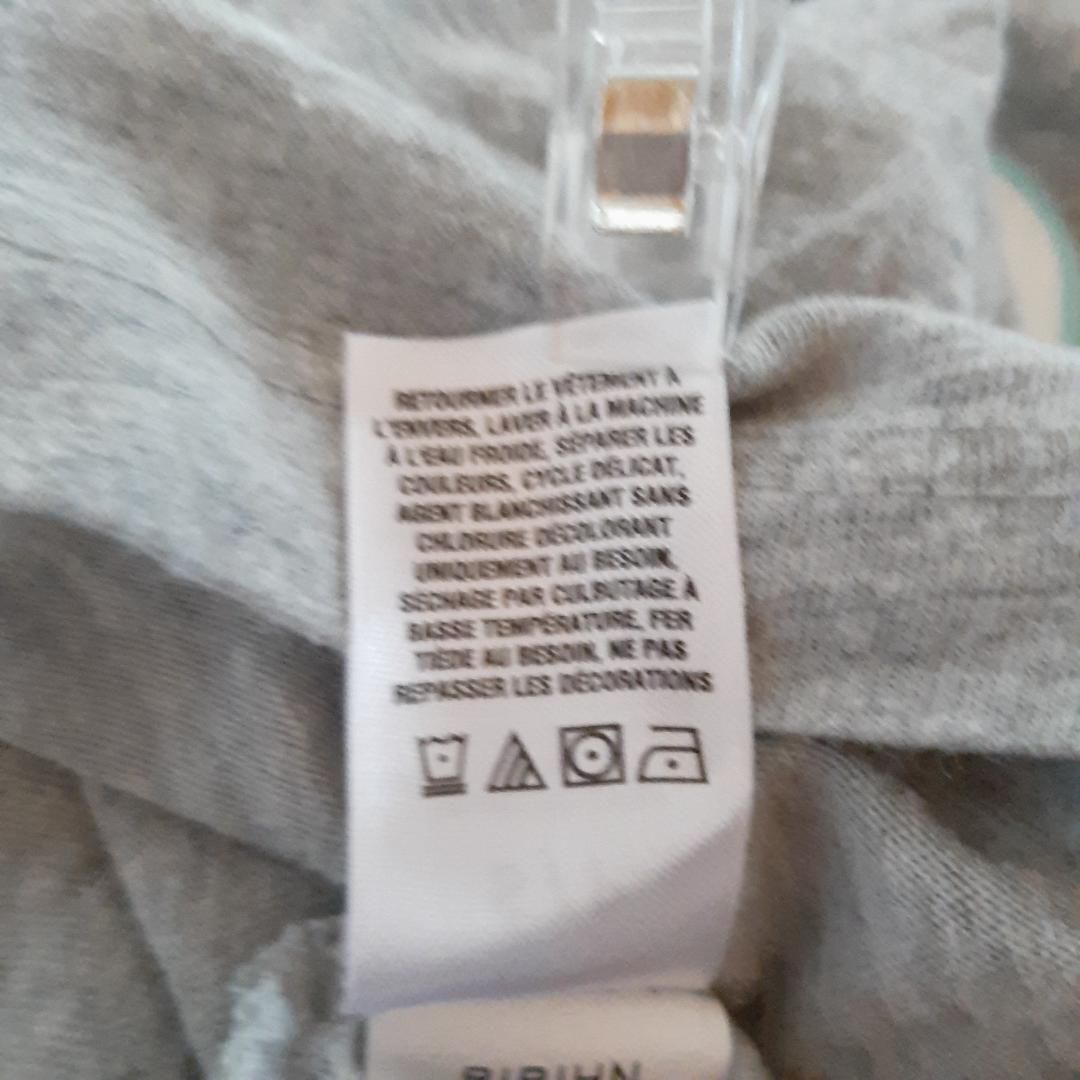 RETOURNER LE VÊTEMENT À
L'ENVERS, LAVER À LA MACHINE
À L'EAU FROIDE, SÉPARER LES
COULEURS, CYCLE DÉLICAT,
AGENT BLANCHISSANT SANS
CHLORURE DÉCOLORANT
UNIQUEMENT AU BESOIN,
SÉCHAGE PAR CULBUTAGE À
BASSE TEMPÉRATURE, FER
TIÈDE AU BESOIN, NE PAS
REPASSER LES DÉCORATIONS